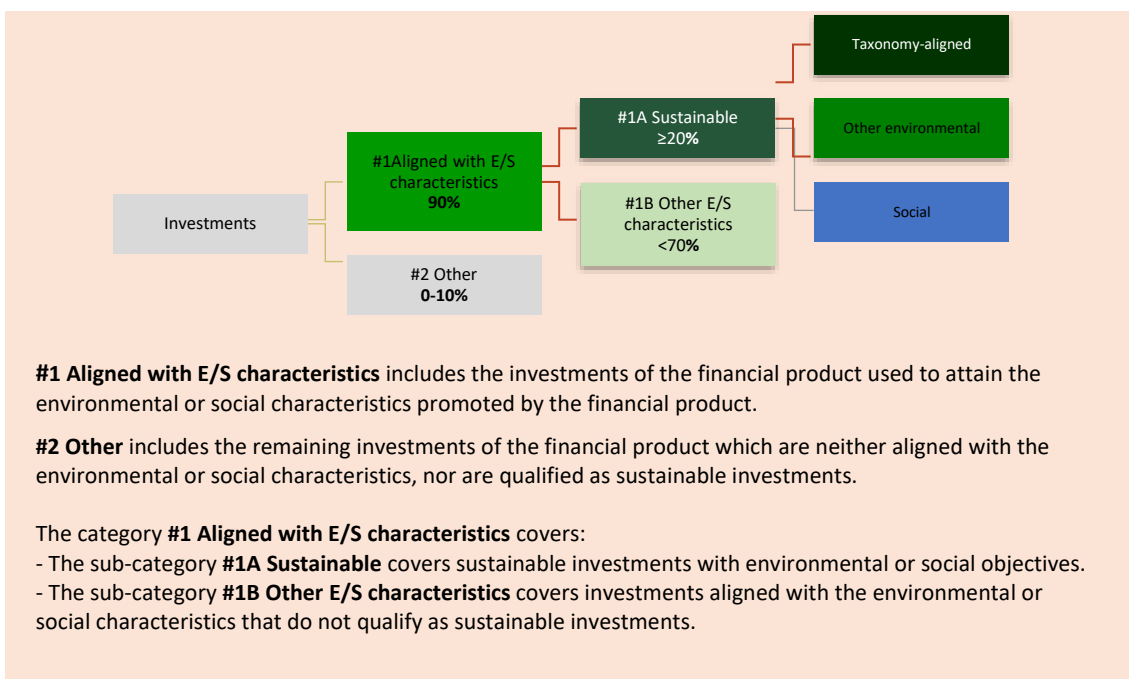 Taxonomy-aligned
#1A Sustainable
≥20%
Other environmental
#1Aligned with E/S
characteristics
90%
#1B Other E/S
characteristics
<70%
Social
Investments
#2 Other
0-10%
#1 Aligned with E/S characteristics includes the investments of the financial product used to attain the
environmental or social characteristics promoted by the financial product.
#2 Other includes the remaining investments of the financial product which are neither aligned with the
environmental or social characteristics, nor are qualified as sustainable investments.
The category #1 Aligned with E/S characteristics covers:
- The sub-category #1A Sustainable covers sustainable investments with environmental or social objectives.
- The sub-category #1B Other E/S characteristics covers investments aligned with the environmental or
social characteristics that do not qualify as sustainable investments.